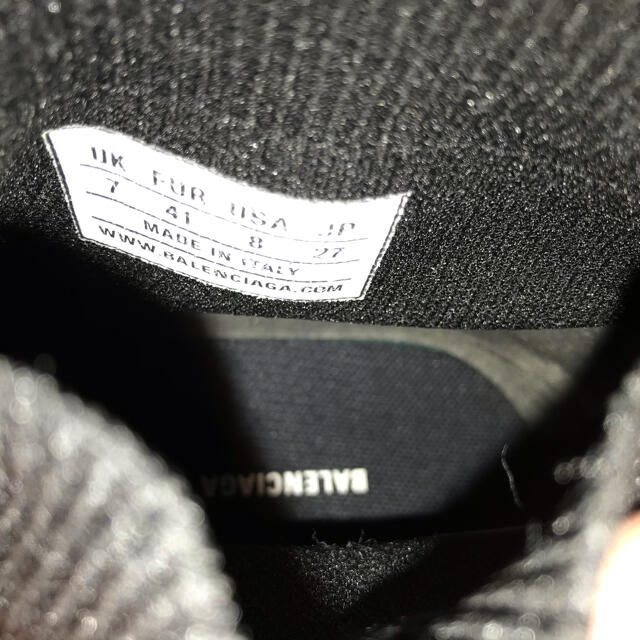 UK EUR USA JP
7 41 8 27
MADE IN ITALY
WWW.BALENCIAGA.COM
BALENCIAGA